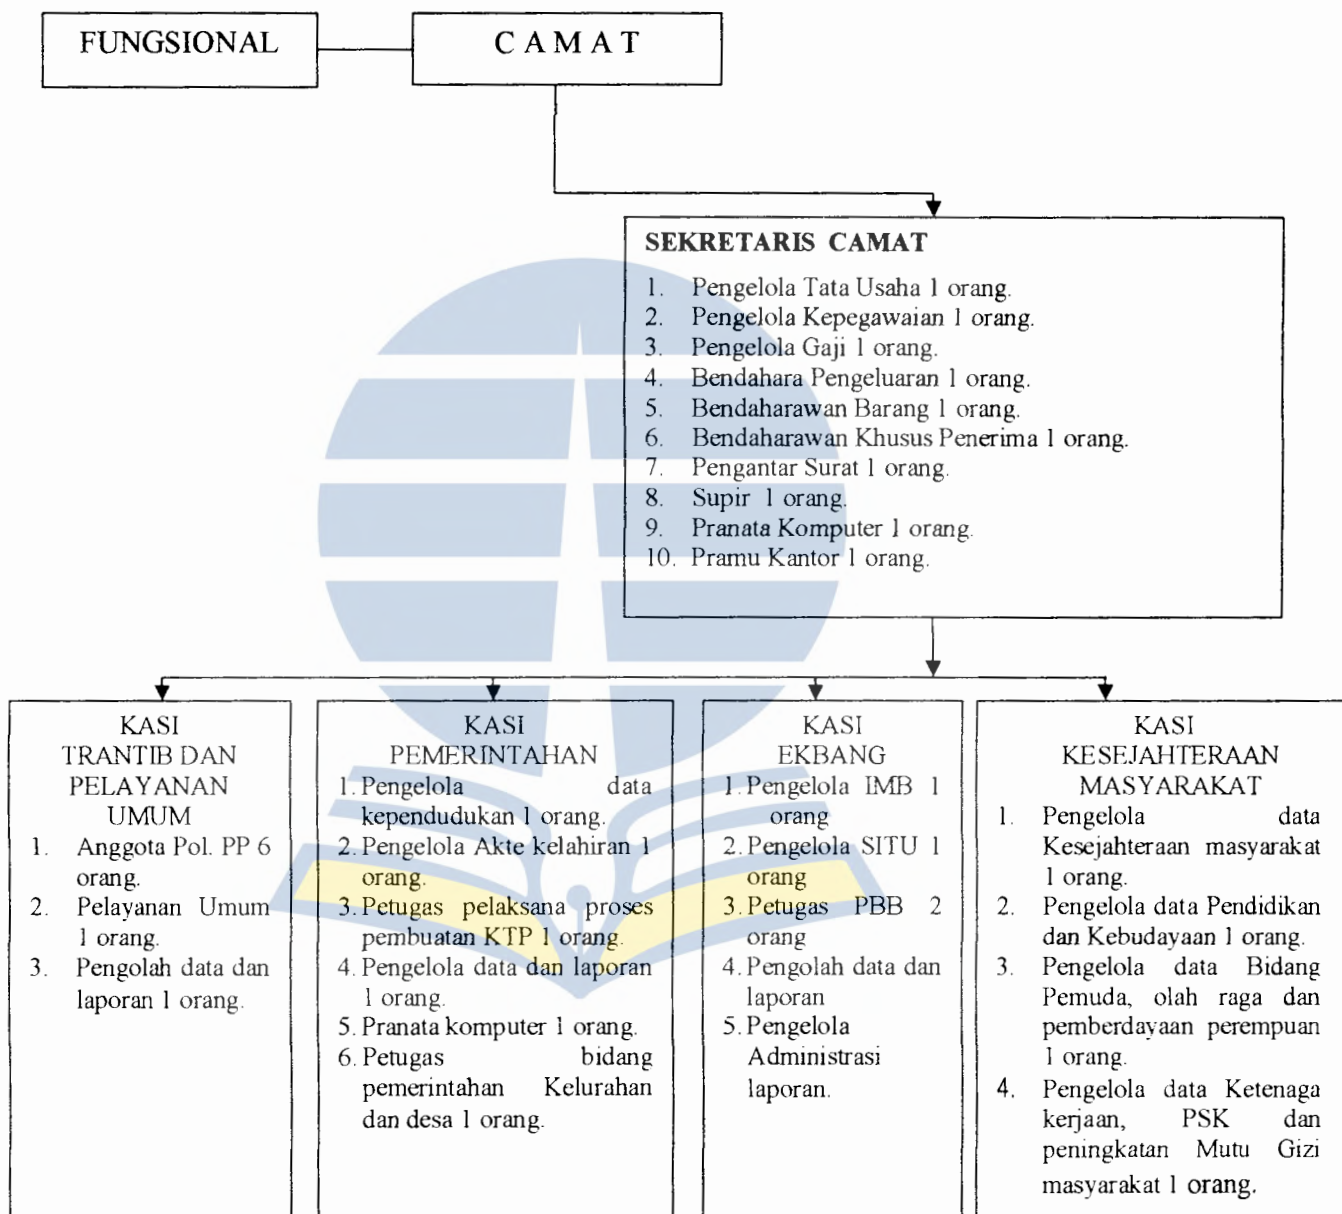 FUNGSIONAL
C A M A T
SEKRETARIS CAMAT
1. Pengelola Tata Usaha 1 orang.
2. Pengelola Kepegawaian 1 orang.
3. Pengelola Gaji 1 orang.
4. Bendahara Pengeluaran 1 orang.
5. Bendaharawan Barang 1 orang.
6. Bendaharawan Khusus Penerima 1 orang.
7. Pengantar Surat 1 orang.
8. Supir 1 orang.
9. Pranata Komputer 1 orang.
10. Pramu Kantor 1 orang.
KASI
TRANTIB DAN
PELAYANAN
UMUM
1. Anggota Pol. PP 6
orang.
2. Pelayanan Umum
1 orang.
3. Pengolah data dan
laporan 1 orang.
KASI
PEMERINTAHAN
1. Pengelola data
kependudukan 1 orang.
2. Pengelola Akte kelahiran 1
orang.
3. Petugas pelaksana proses
pembuatan KTP 1 orang.
4. Pengelola data dan laporan
1 orang.
5. Pranata komputer 1 orang.
6. Petugas bidang
pemerintahan Kelurahan
dan desa 1 orang.
KASI
EKBANG
1. Pengelola IMB 1
orang
2. Pengelola SITU 1
orang
3. Petugas PBB 2
orang
4. Pengolah data dan
laporan
5. Pengelola
Administrasi
laporan.
KASI
KESEJAHTERAAN
MASYARAKAT
1. Pengelola data
Kesejahteraan masyarakat
1 orang.
2. Pengelola data Pendidikan
dan Kebudayaan 1 orang.
3. Pengelola data Bidang
Pemuda, olah raga dan
pemberdayaan perempuan
1 orang.
4. Pengelola data Ketenaga
kerjaan, PSK dan
peningkatan Mutu Gizi
masyarakat 1 orang.